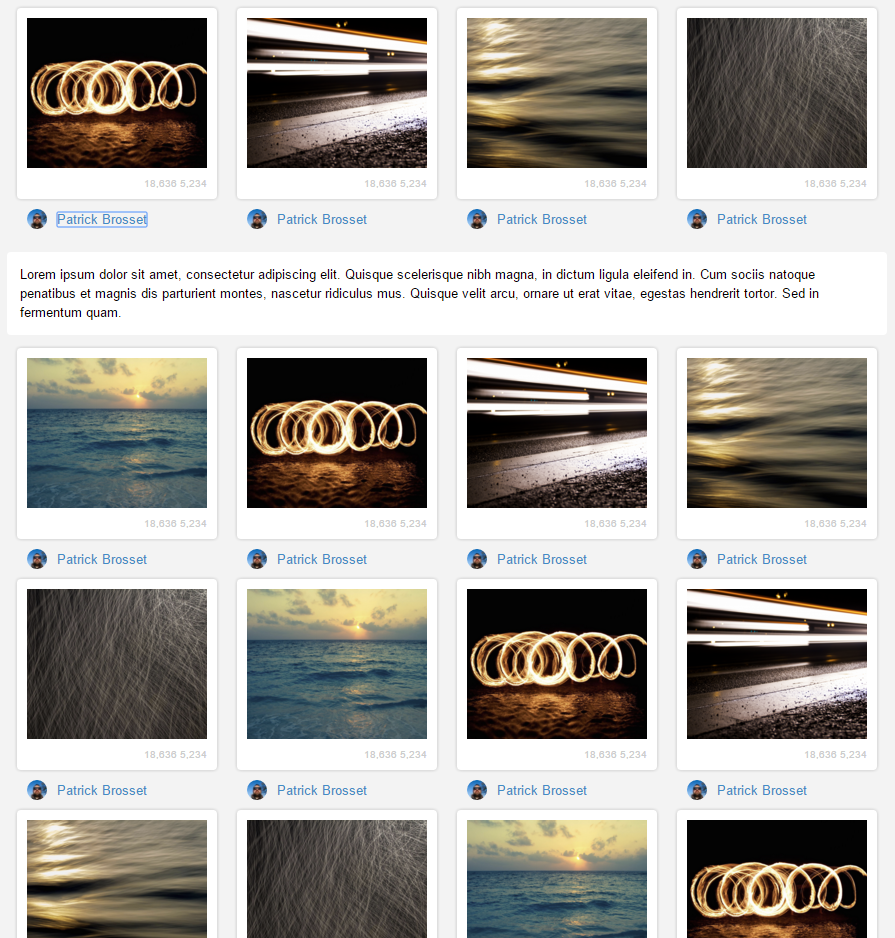 18,636 5,234 18,636 5,234 18,636 5,234 18,636 5,234
Patrick Brosset Patrick Brosset Patrick Brosset Patrick Brosset
Lorem ipsum dolor sit amet, consectetur adipiscing elit. Quisque scelerisque nibh magna, in dictum ligula eleifend in. Cum sociis natoque
penatibus et magnis dis parturient montes, nascetur ridiculus mus. Quisque velit arcu, ornare ut erat vitae, egestas hendrerit tortor. Sed in
fermentum quam.
18,636 5,234 18,636 5,234 18,636 5,234 18,636 5,234
Patrick Brosset Patrick Brosset Patrick Brosset Patrick Brosset
18,636 5,234 18,636 5,234 18,636 5,234 18,636 5,234
Patrick Brosset Patrick Brosset Patrick Brosset Patrick Brosset